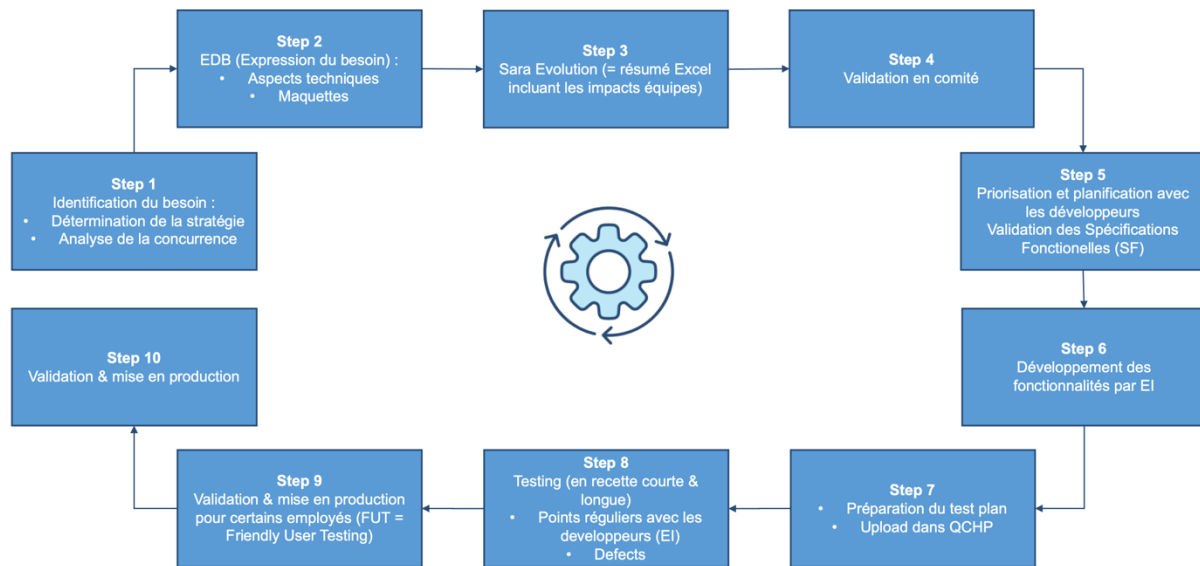 Step 1
Identification du besoin :
• Détermination de la stratégie
• Analyse de la concurrence
Step 2
EDB (Expression du besoin) :
• Aspects techniques
• Maquettes
Step 3
Sara Evolution (= résumé Excel
incluant les impacts équipes)
Step 4
Validation en comité
Step 5
Priorisation et planification avec
les développeurs
Validation des Spécifications
Fonctionelles (SF)
Step 6
Développement des
fonctionnalités par EI
Step 7
• Préparation du test plan
• Upload dans QCHP
Step 8
Testing (en recette courte &
longue)
• Points réguliers avec les
developpeurs (EI)
• Defects
Step 9
Validation & mise en production
pour certains employés (FUT =
Friendly User Testing)
Step 10
Validation & mise en production